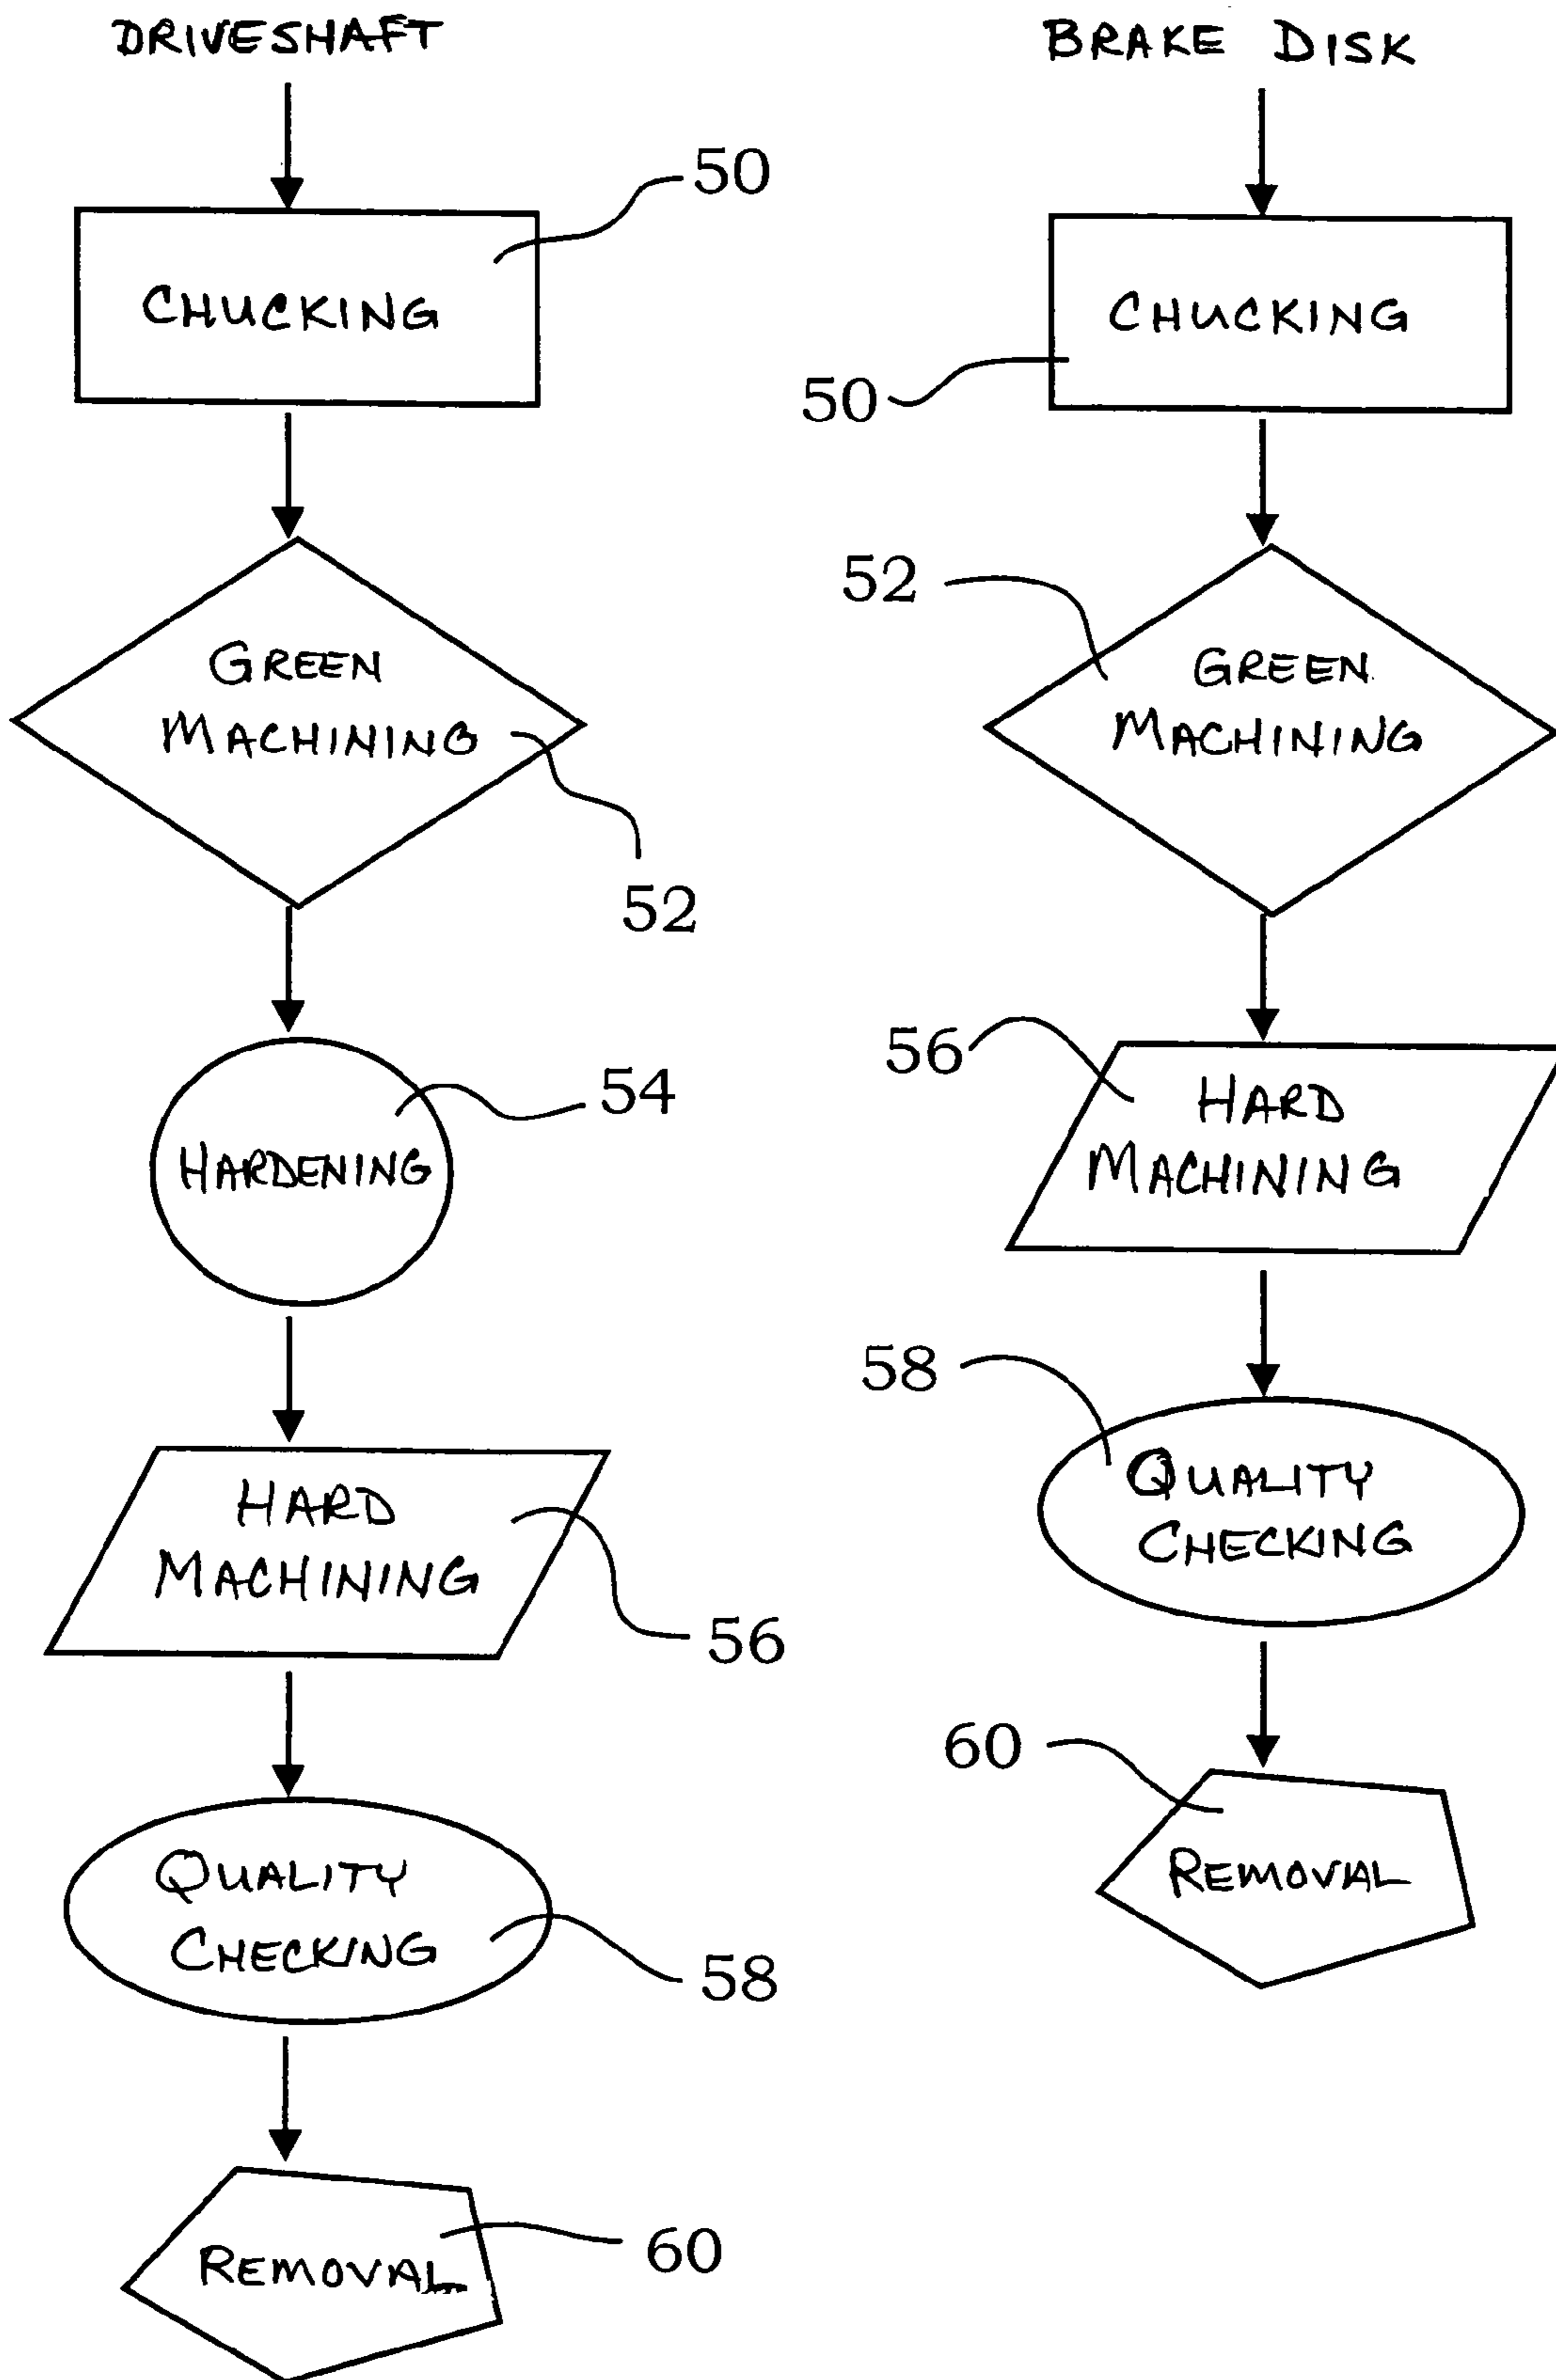 DRIVESHAFT
50
CHUCKING
GREEN
MACHINING
52
54
HARDENING
HARD
MACHINING
56
QUALITY
CHECKING
58
60
REMOVAL
BRAKE DISK
CHUCKING
50
52
GREEN
MACHINING
56
HARD
MACHINING
58
QUALITY
CHECKING
60
REMOVAL